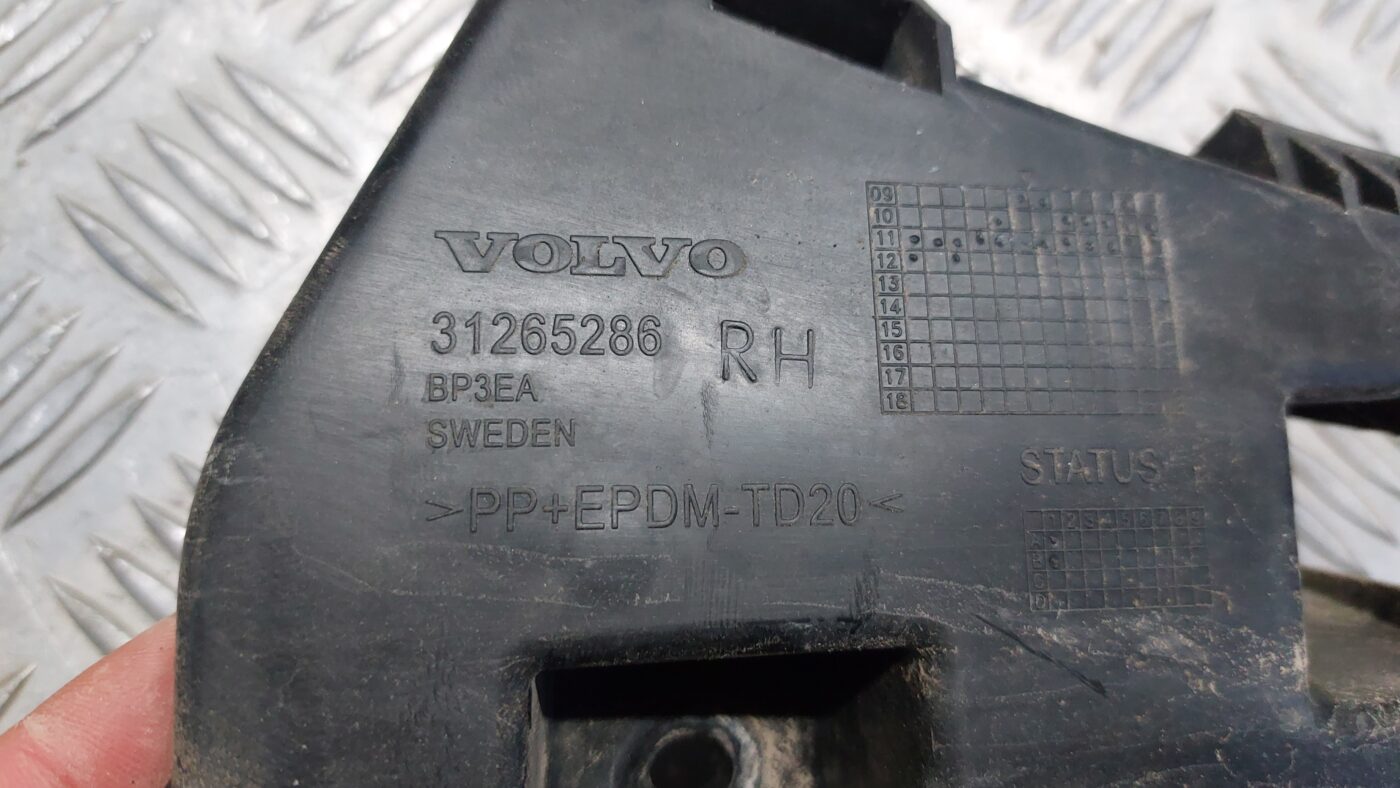 VOLVO
31265286 RH
BP3EA
SWEDEN
>PP+EPDM-TD20<
09
10
11
12
13
14
15
16
17
18
STATUS